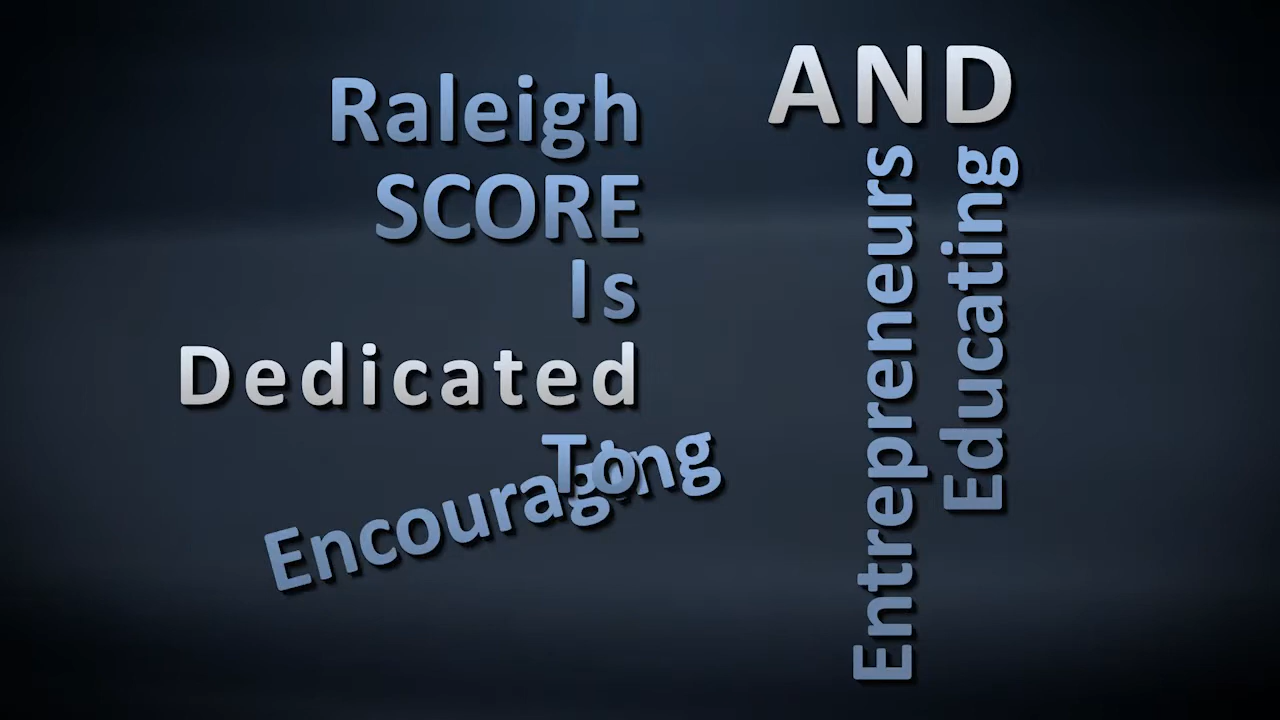 Raleigh
SCORE
Is
Dedicated
To
Encouraging
AND
Educating
Entrepreneurs